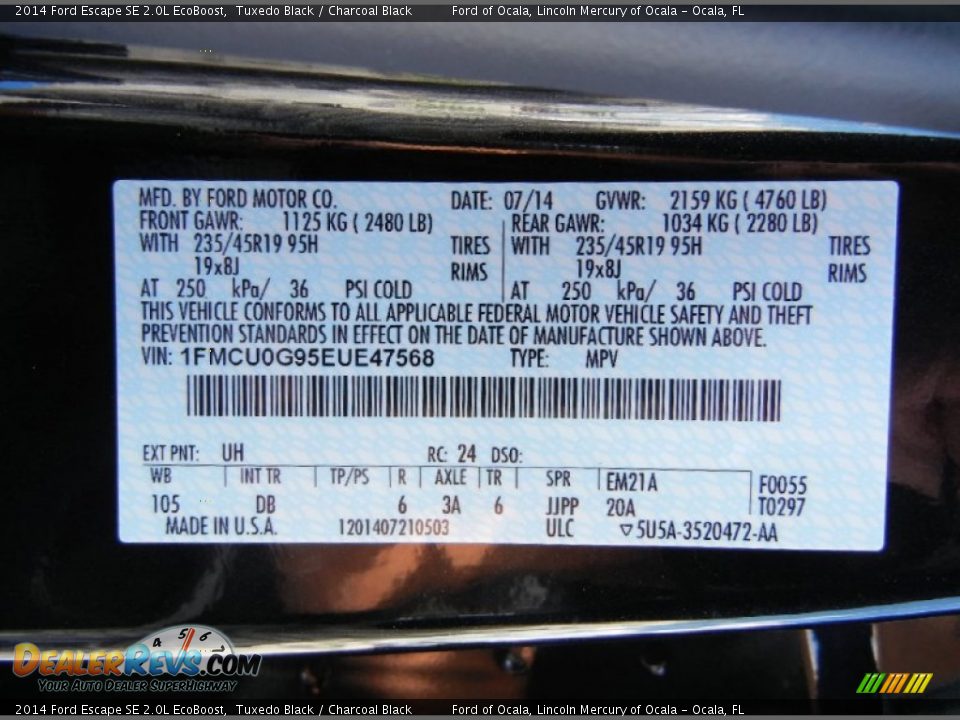 2014 Ford Escape SE 2.0L EcoBoost, Tuxedo Black / Charcoal Black Ford of Ocala, Lincoln Mercury of Ocala - Ocala, FL
MFD. BY FORD MOTOR CO. DATE: 07/14 GVWR: 2159 KG ( 4760 LB)
FRONT GAWR: 1125 KG ( 2480 LB) REAR GAWR: 1034 KG ( 2280 LB)
WITH 235/45R19 95H TIRES WITH 235/45R19 95H TIRES
19x8J RIMS 19x8J RIMS
AT 250 kPa/ 36 PSI COLD AT 250 kPa/ 36 PSI COLD
THIS VEHICLE CONFORMS TO ALL APPLICABLE FEDERAL MOTOR VEHICLE SAFETY AND THEFT
PREVENTION STANDARDS IN EFFECT ON THE DATE OF MANUFACTURE SHOWN ABOVE.
VIN: 1FMCU0G95EUE47568 TYPE: MPV
EXT PNT: UH RC: 24 DSO:
WB INT TR TP/PS R AXLE TR SPR EM21A F0055
105 DB 6 3A 6 JJPP 20A T0297
MADE IN U.S.A. 1201407210503 ULC ▽5U5A-3520472-AA
4 5 6
DEALERREVS.COM
Your Auto Dealer SuperHighway
2014 Ford Escape SE 2.0L EcoBoost, Tuxedo Black / Charcoal Black Ford of Ocala, Lincoln Mercury of Ocala - Ocala, FL